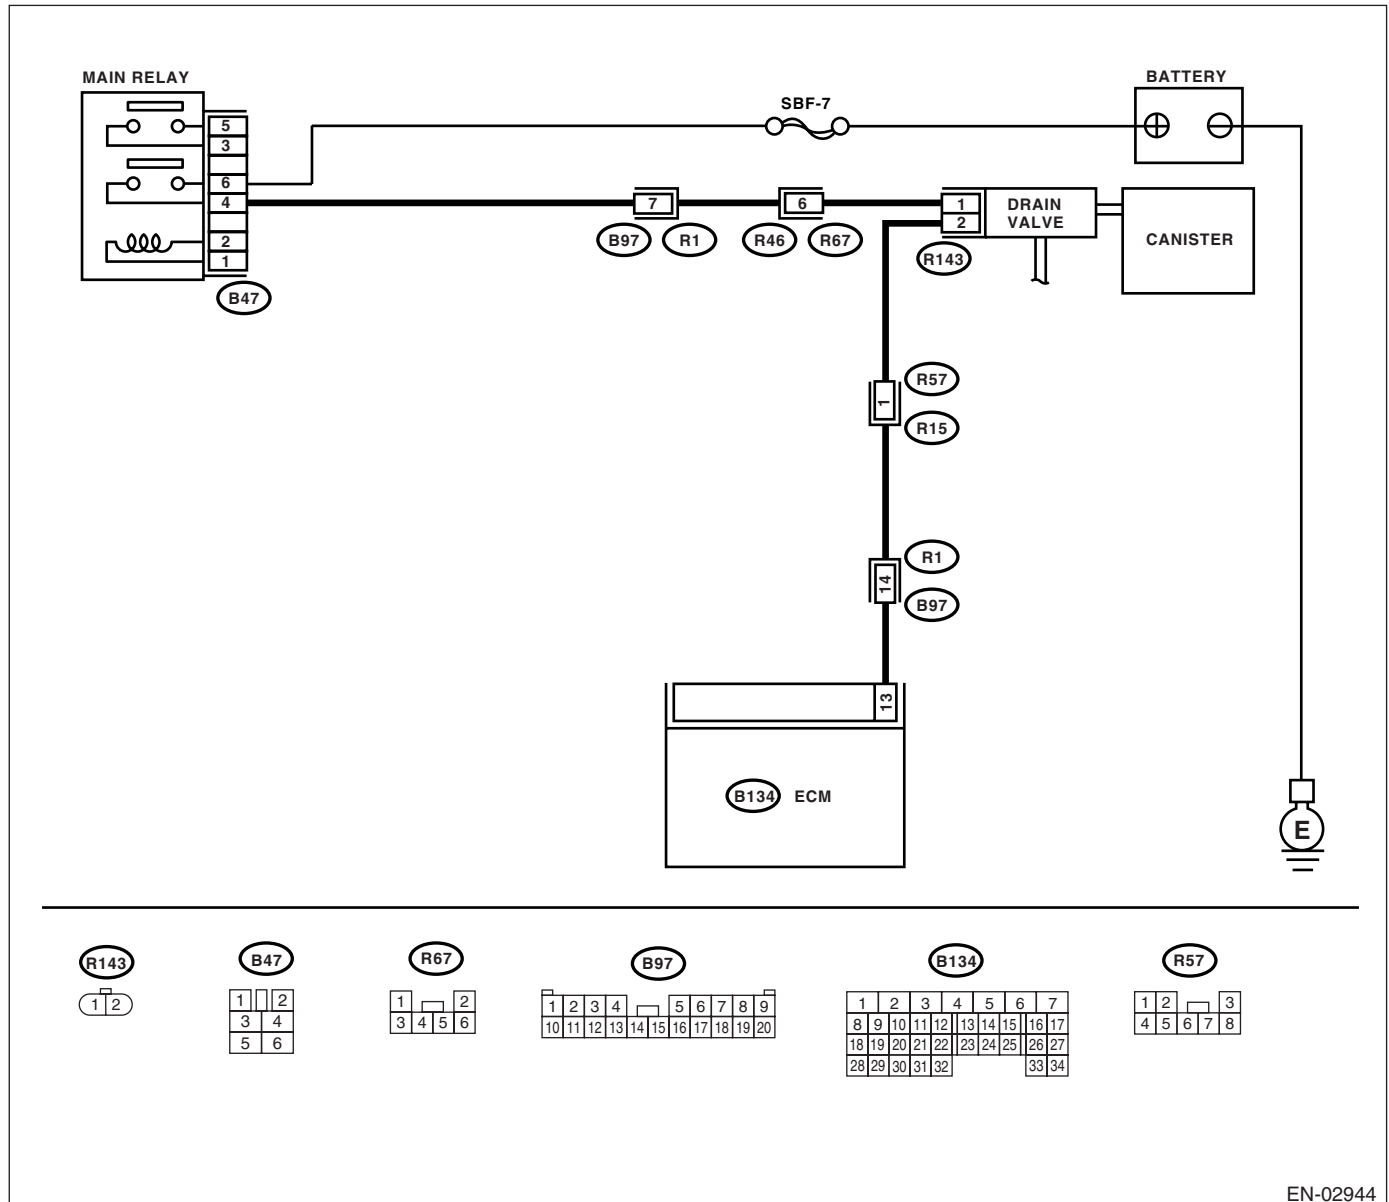 MAIN RELAY
BATTERY
SBF-7
5
3
6
4
2
1
B47
7
B97
R1
6
R46
R67
1
2
R143
DRAIN
VALVE
CANISTER
1
R57
R15
14
R1
B97
13
B134
ECM
E
R143
1 2
B47
1 2
3 4
5 6
R67
1 2
3 4 5 6
B97
1 2 3 4 5 6 7 8 9
10 11 12 13 14 15 16 17 18 19 20
B134
1 2 3 4 5 6 7
8 9 10 11 12 13 14 15 16 17
18 19 20 21 22 23 24 25 26 27
28 29 30 31 32 33 34
R57
1 2 3
4 5 6 7 8
EN-02944